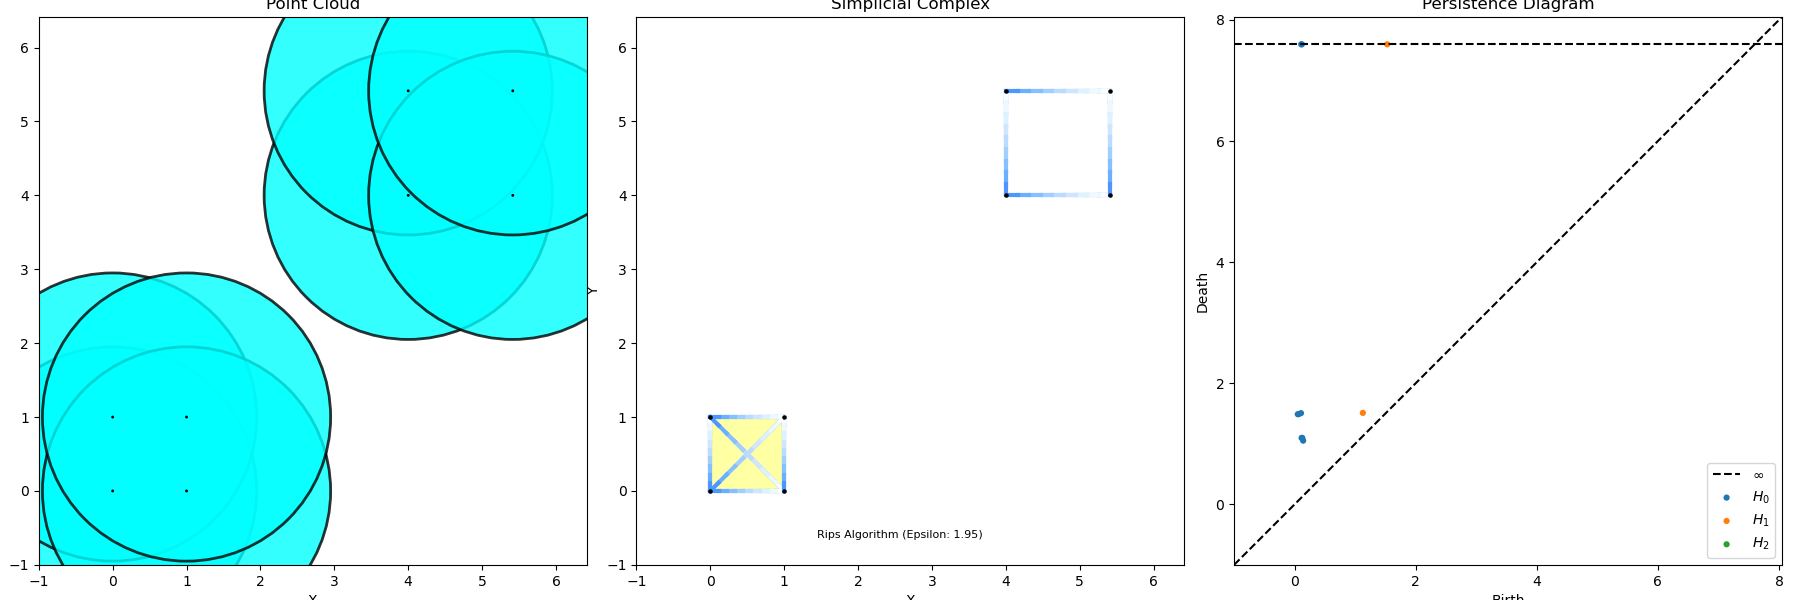 Point Cloud
6
5
4
3
2
1
0
−1
−1 0 1 2 3 4 5 6
X
Y
Simplicial Complex
6
5
4
3
2
1
0
−1
Rips Algorithm (Epsilon: 1.95)
−1 0 1 2 3 4 5 6
X
Y
Persistence Diagram
8
6
4
2
0
Death
∞
H₀
H₁
H₂
0 2 4 6 8
Birth